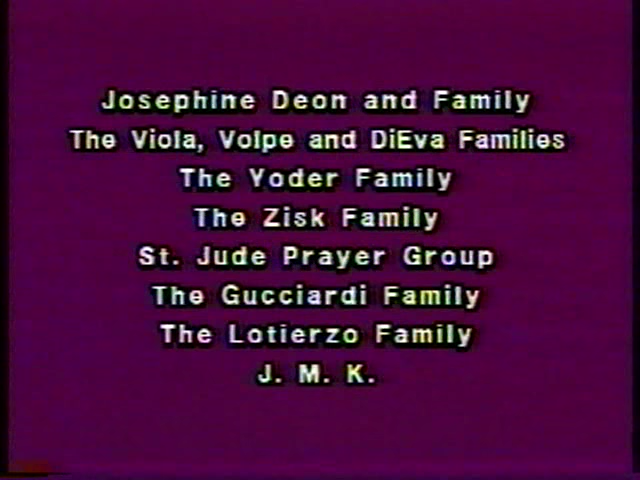 Josephine Deon and Family
The Viola, Volpe and DiEva Families
The Yoder Family
The Zisk Family
St. Jude Prayer Group
The Gucciardi Family
The Lotierzo Family
J. M. K.